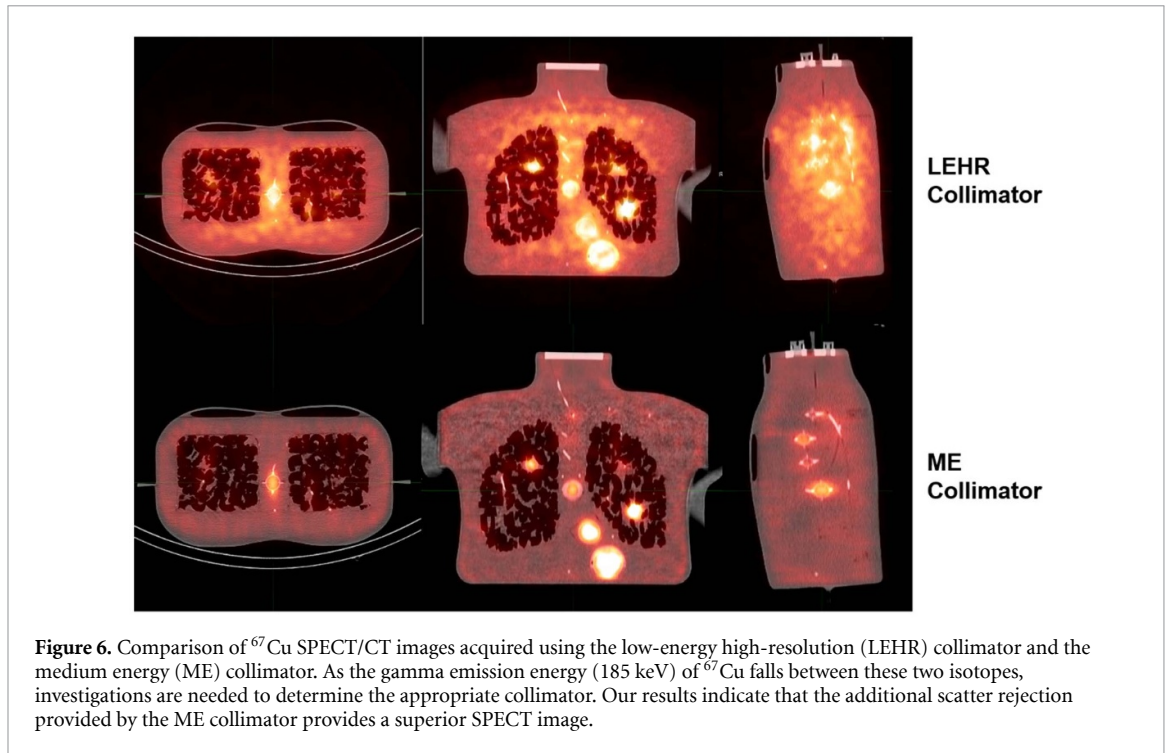 LEHR
Collimator
ME
Collimator
Figure 6. Comparison of ⁶⁷Cu SPECT/CT images acquired using the low-energy high-resolution (LEHR) collimator and the
medium energy (ME) collimator. As the gamma emission energy (185 keV) of ⁶⁷Cu falls between these two isotopes,
investigations are needed to determine the appropriate collimator. Our results indicate that the additional scatter rejection
provided by the ME collimator provides a superior SPECT image.